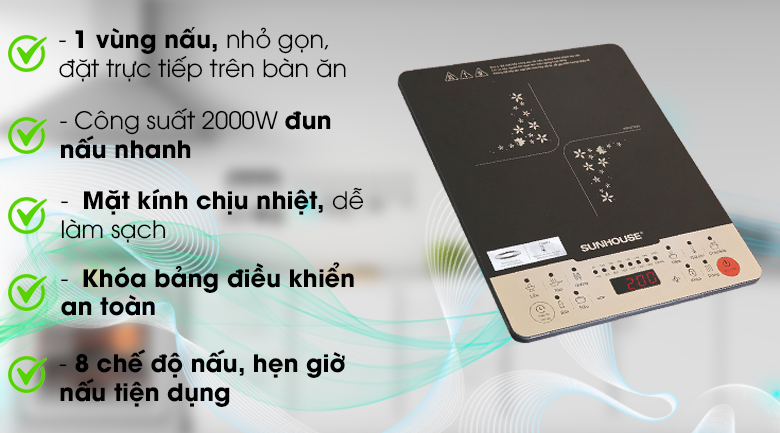 - 1 vùng nấu, nhỏ gọn,
đặt trực tiếp trên bàn ăn
- Công suất 2000W đun
nấu nhanh
- Mặt kính chịu nhiệt, dễ
làm sạch
- Khóa bảng điều khiển
an toàn
- 8 chế độ nấu, hẹn giờ
nấu tiện dụng
SUNHOUSE
200